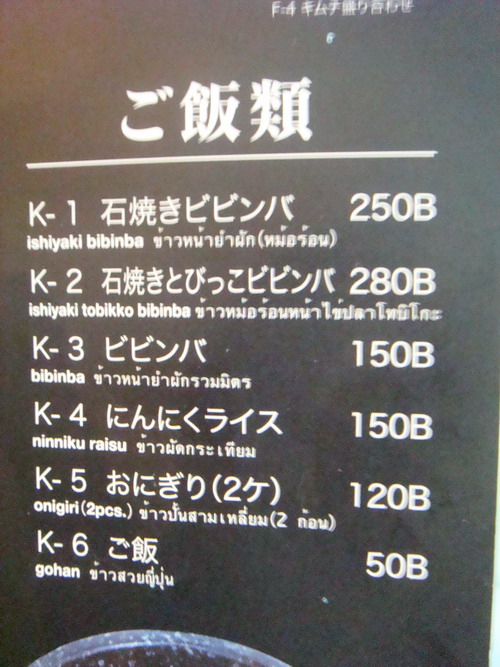 F-4 キムチ盛り合わせ
ご飯類
K- 1 石焼きビビンバ 250B
ishiyaki bibinba ข้าวหน้ายำผัก(หม้อร้อน)
K- 2 石焼きとびっこビビンバ 280B
ishiyaki tobikko bibinba ข้าวหม้อร้อนหน้าไข่ปลาโทบิโกะ
K- 3 ビビンバ 150B
bibinba ข้าวหน้ายำผักรวมมิตร
K- 4 にんにくライス 150B
ninniku raisu ข้าวผัดกระเทียม
K- 5 おにぎり(2ケ) 120B
onigiri(2pcs.) ข้าวปั้นสามเหลี่ยม(2 ก้อน)
K- 6 ご飯 50B
gohan ข้าวสวยญี่ปุ่น